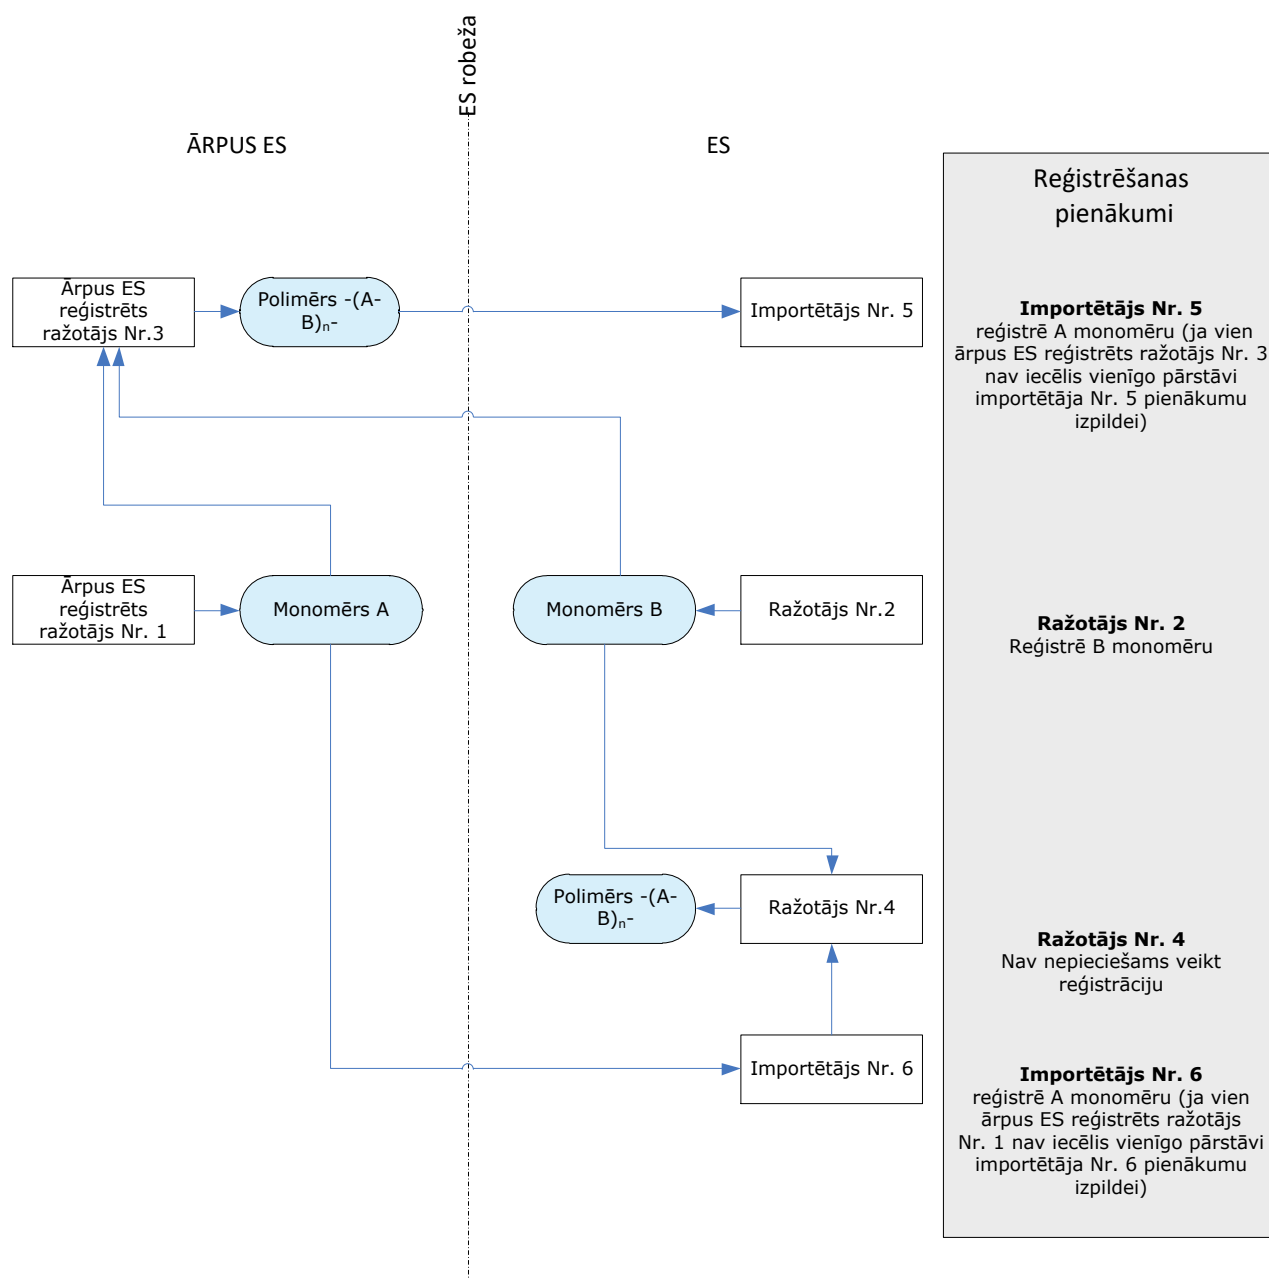 ES robeža
ĀRPUS ES
ES
Reģistrēšanas
pienākumi
Ārpus ES
reģistrēts
ražotājs Nr.3
Polimērs -(A-
B)n-
Importētājs Nr. 5
Importētājs Nr. 5
reģistrē A monomēru (ja vien
ārpus ES reģistrēts ražotājs Nr. 3
nav iecēlis vienīgo pārstāvi
importētāja Nr. 5 pienākumu
izpildei)
Ārpus ES
reģistrēts
ražotājs Nr. 1
Monomērs A
Monomērs B
Ražotājs Nr.2
Ražotājs Nr. 2
Reģistrē B monomēru
Polimērs -(A-
B)n-
Ražotājs Nr.4
Ražotājs Nr. 4
Nav nepieciešams veikt
reģistrāciju
Importētājs Nr. 6
Importētājs Nr. 6
reģistrē A monomēru (ja vien
ārpus ES reģistrēts ražotājs
Nr. 1 nav iecēlis vienīgo pārstāvi
importētāja Nr. 6 pienākumu
izpildei)